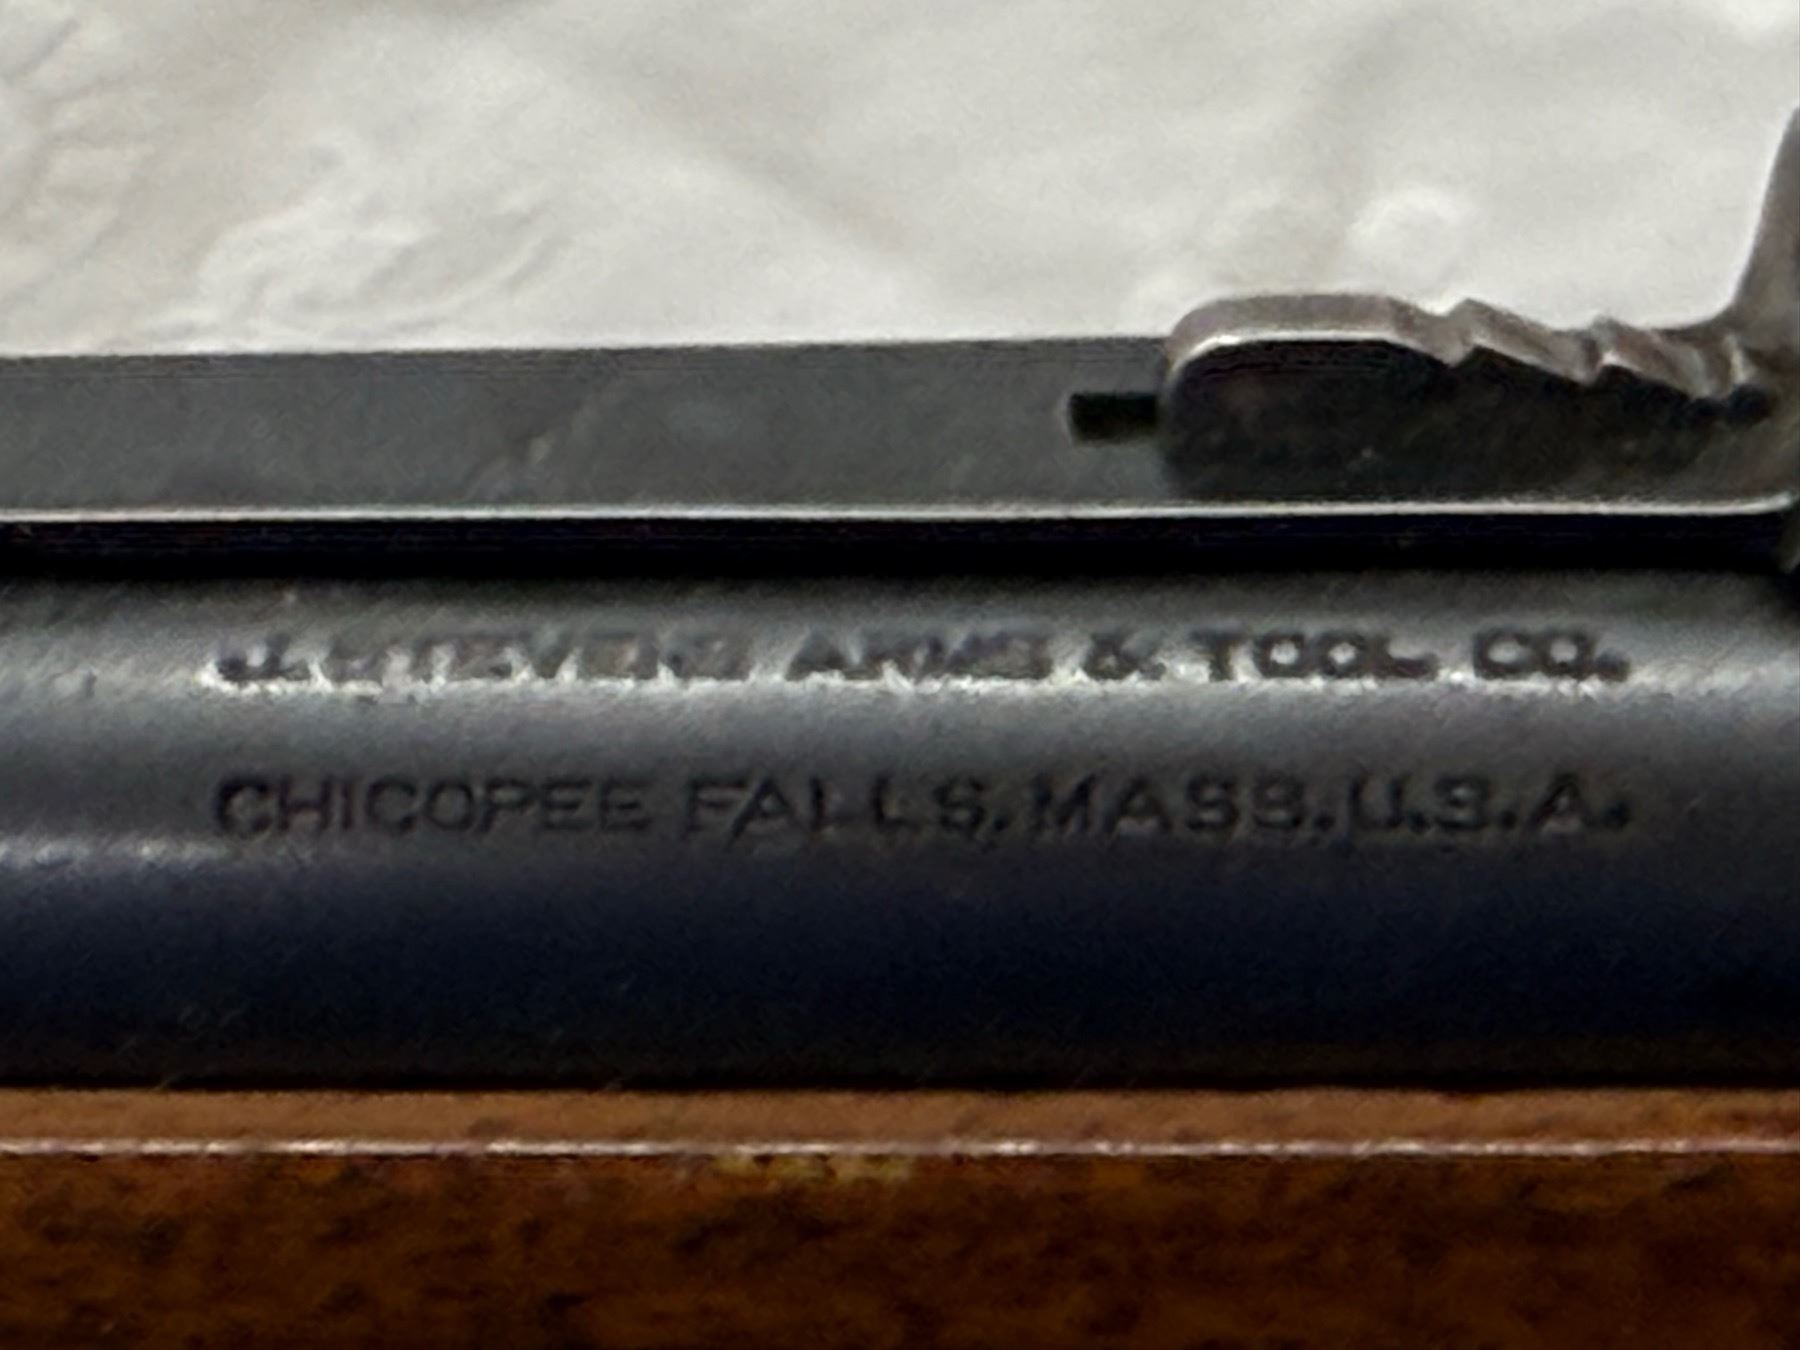 J. STEVENS ARMS & TOOL CO.
CHICOPEE FALLS. MASS. U.S.A.